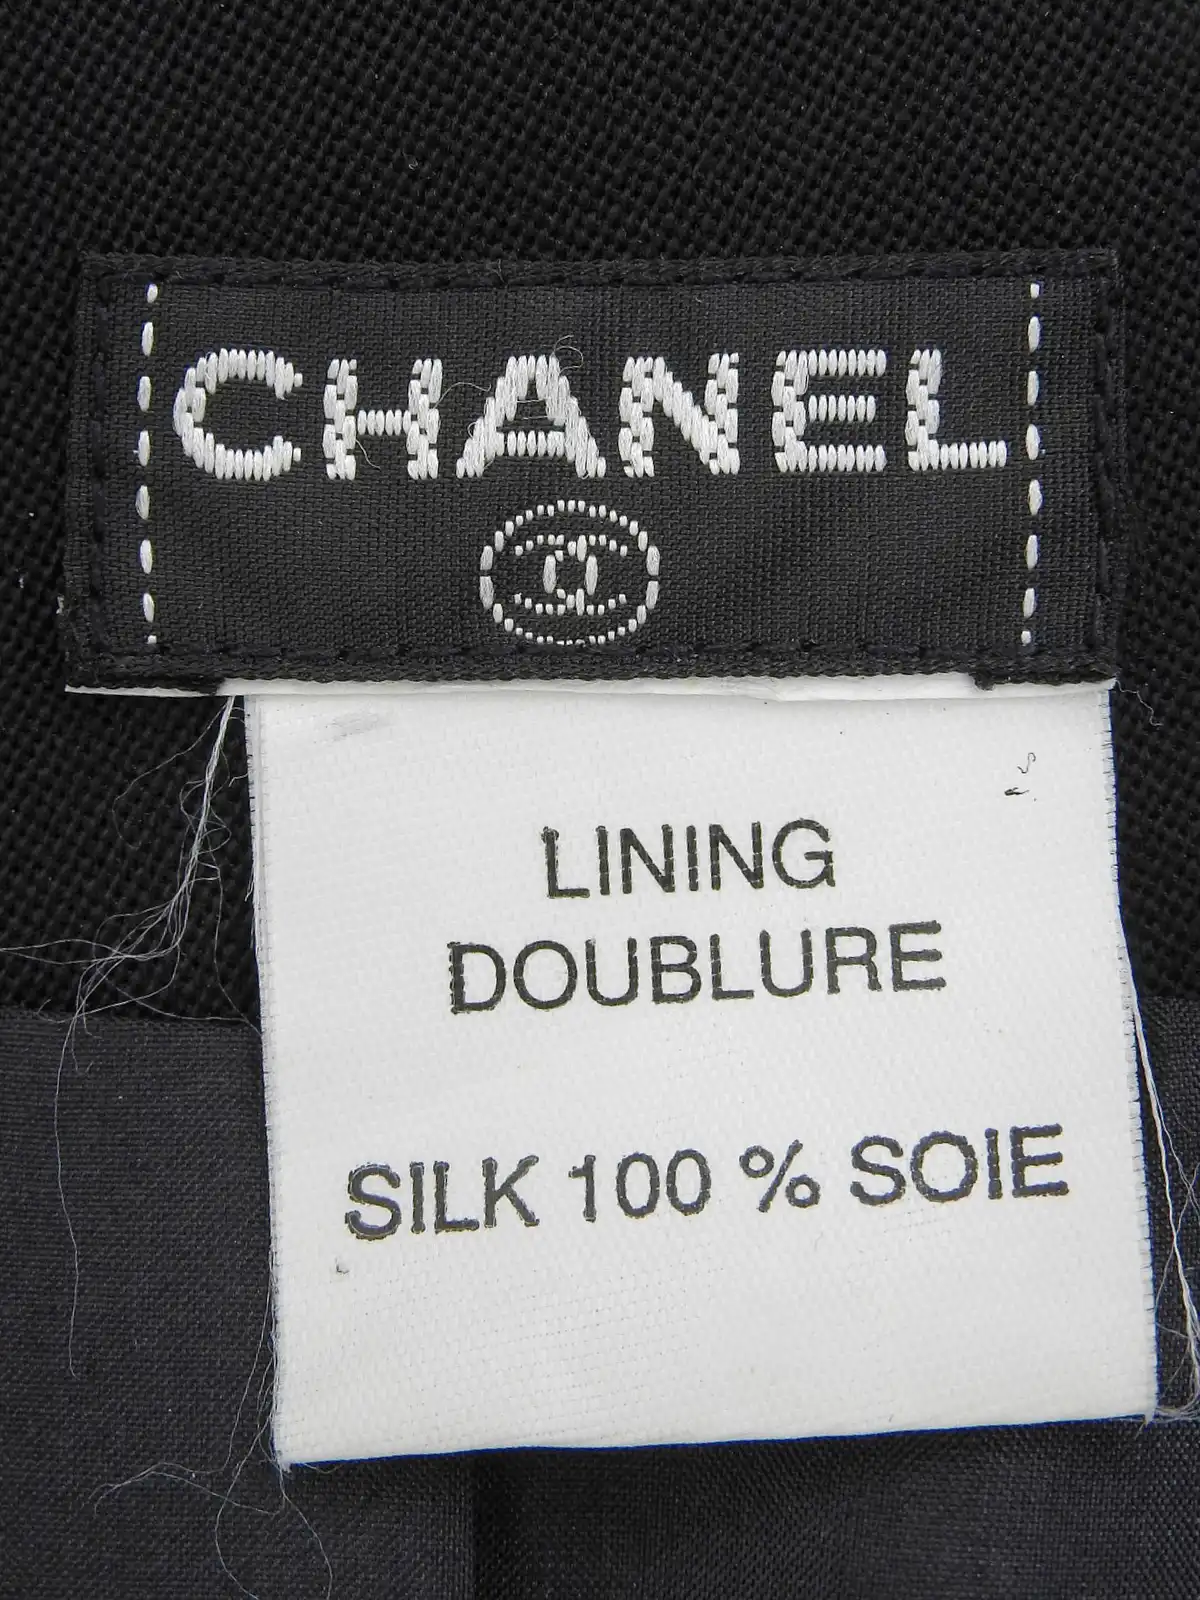 CHANEL
LINING
DOUBLURE
SILK 100 % SOIE